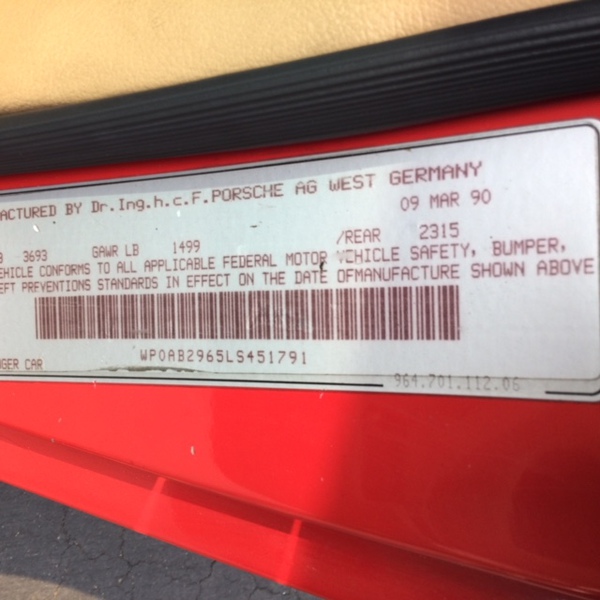 ACTURED BY Dr.Ing.h.c.F.PORSCHE AG WEST GERMANY
09 MAR 90
3693 GAWR LB 1499 /REAR 2315
EHICLE CONFORMS TO ALL APPLICABLE FEDERAL MOTOR VEHICLE SAFETY, BUMPER,
EFT PREVENTIONS STANDARDS IN EFFECT ON THE DATE OFMANUFACTURE SHOWN ABOVE
WP0AB2965LS451791
NGER CAR
964.701.112.06